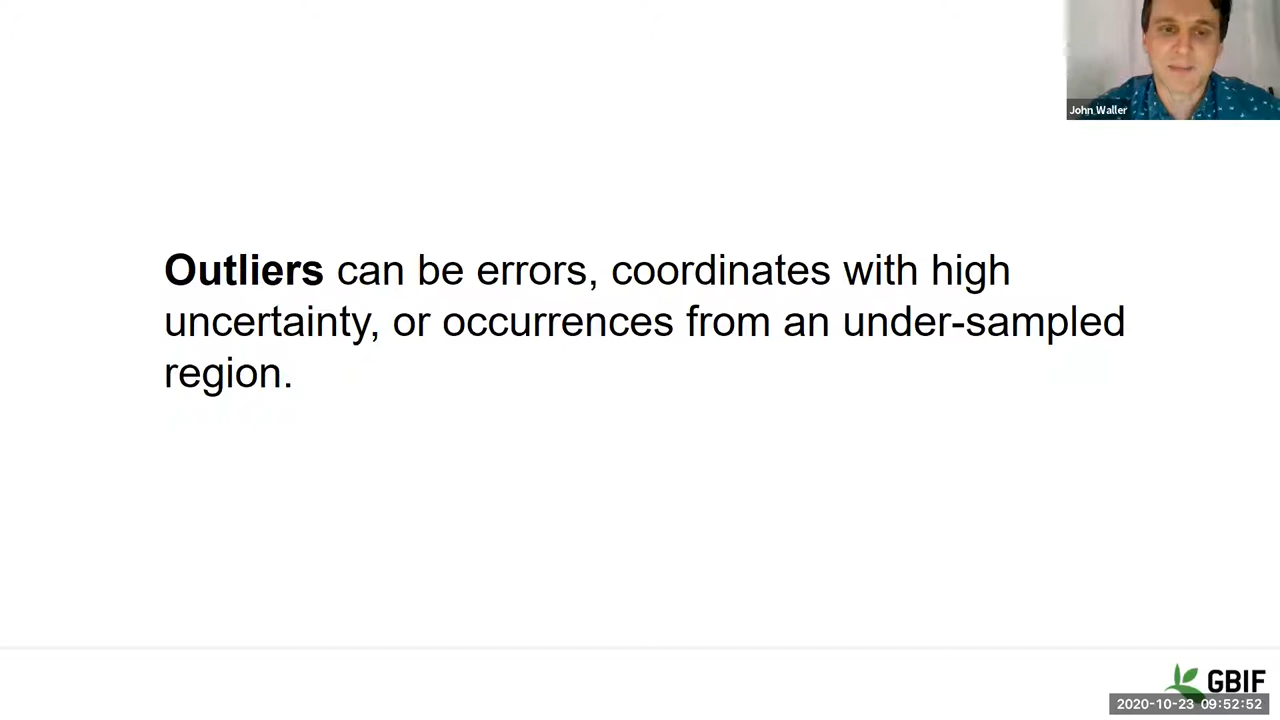 John Waller
Outliers can be errors, coordinates with high
uncertainty, or occurrences from an under-sampled
region.
GBIF
2020-10-23 09:52:52